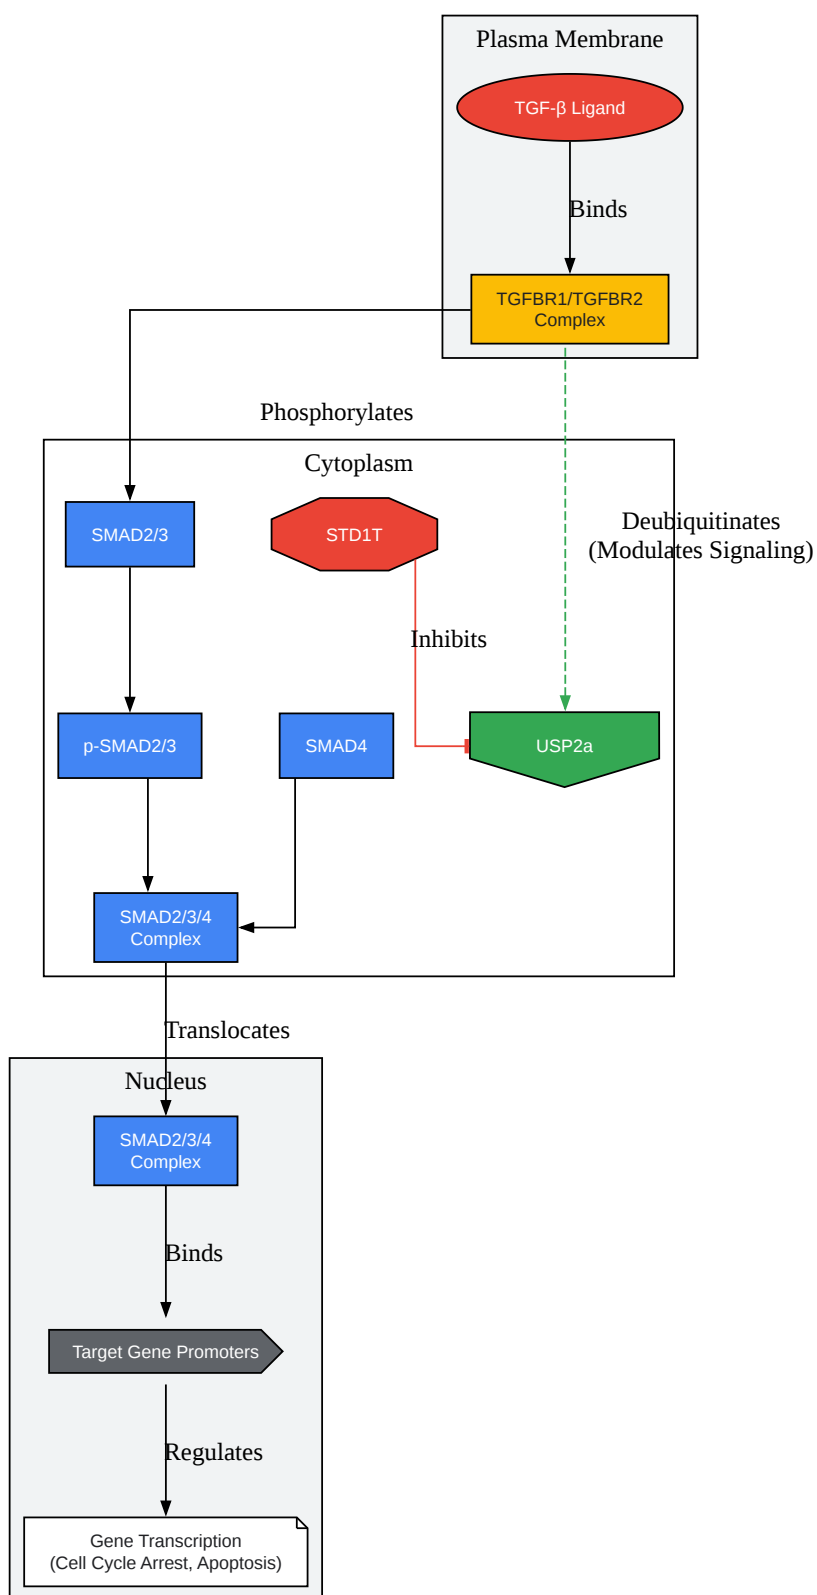 Plasma Membrane
TGF-β Ligand
Binds
TGFBR1/TGFBR2
Complex
Phosphorylates
Cytoplasm
SMAD2/3
STD1T
Deubiquitinates
(Modulates Signaling)
Inhibits
p-SMAD2/3
SMAD4
USP2a
SMAD2/3/4
Complex
Translocates
Nucleus
SMAD2/3/4
Complex
Binds
Target Gene Promoters
Regulates
Gene Transcription
(Cell Cycle Arrest, Apoptosis)